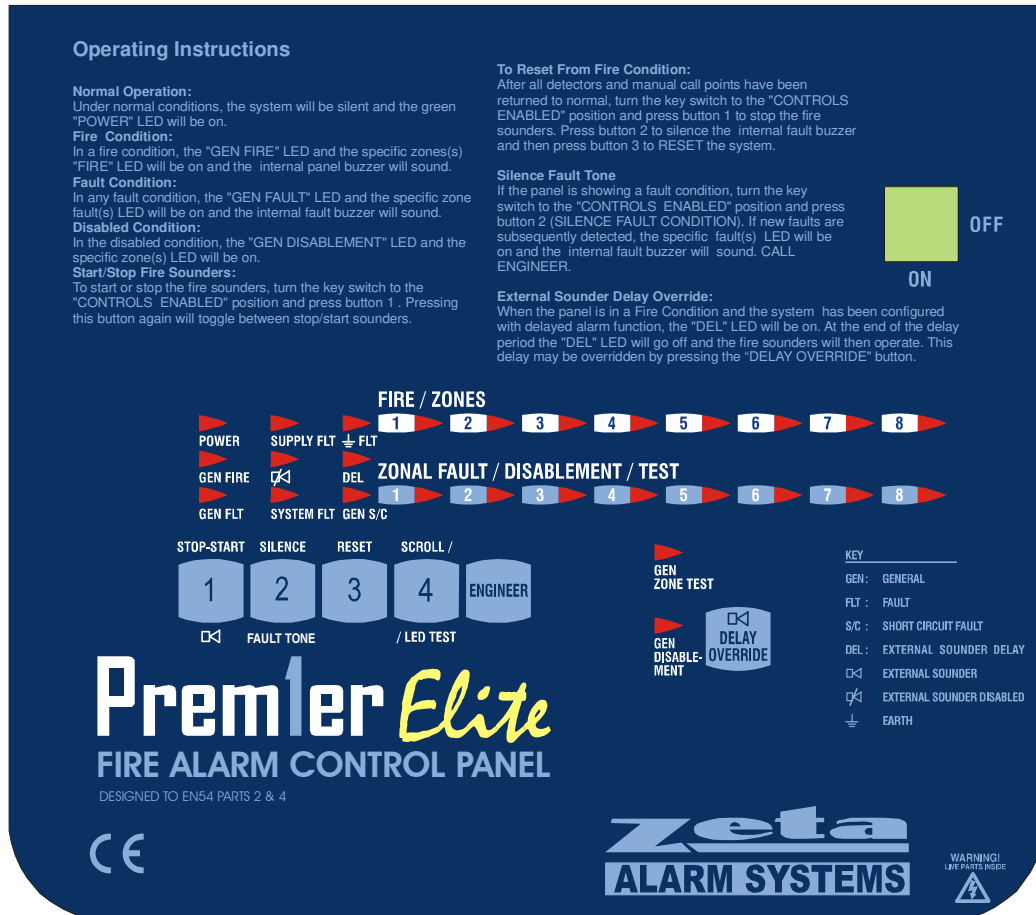 Operating Instructions
Normal Operation:
Under normal conditions, the system will be silent and the green
"POWER" LED will be on.
Fire Condition:
In a fire condition, the "GEN FIRE" LED and the specific zones(s)
"FIRE" LED will be on and the internal panel buzzer will sound.
Fault Condition:
In any fault condition, the "GEN FAULT" LED and the specific zone
fault(s) LED will be on and the internal fault buzzer will sound.
Disabled Condition:
In the disabled condition, the "GEN DISABLEMENT" LED and the
specific zone(s) LED will be on.
Start/Stop Fire Sounders:
To start or stop the fire sounders, turn the key switch to the
"CONTROLS ENABLED" position and press button 1 . Pressing
this button again will toggle between stop/start sounders.
To Reset From Fire Condition:
After all detectors and manual call points have been
returned to normal, turn the key switch to the "CONTROLS
ENABLED" position and press button 1 to stop the fire
sounders. Press button 2 to silence the internal fault buzzer
and then press button 3 to RESET the system.
Silence Fault Tone
If the panel is showing a fault condition, turn the key
switch to the "CONTROLS ENABLED" position and press
button 2 (SILENCE FAULT CONDITION). If new faults are
subsequently detected, the specific fault(s) LED will be
on and the internal fault buzzer will sound. CALL
ENGINEER.
External Sounder Delay Override:
When the panel is in a Fire Condition and the system has been configured
with delayed alarm function, the "DEL" LED will be on. At the end of the delay
period the "DEL" LED will go off and the fire sounders will then operate. This
delay may be overridden by pressing the “DELAY OVERRIDE” button.
OFF
ON
FIRE / ZONES
1 2 3 4 5 6 7 8
POWER SUPPLY FLT ⏚ FLT
ZONAL FAULT / DISABLEMENT / TEST
GEN FIRE DEL
1 2 3 4 5 6 7 8
GEN FLT SYSTEM FLT GEN S/C
STOP-START SILENCE RESET SCROLL /
1 2 3 4 ENGINEER
FAULT TONE / LED TEST
GEN
ZONE TEST
GEN
DISABLE-
MENT
DELAY
OVERRIDE
KEY
GEN: GENERAL
FLT : FAULT
S/C : SHORT CIRCUIT FAULT
DEL : EXTERNAL SOUNDER DELAY
EXTERNAL SOUNDER
EXTERNAL SOUNDER DISABLED
⏚ EARTH
Prem1er Elite
FIRE ALARM CONTROL PANEL
DESIGNED TO EN54 PARTS 2 & 4
CE
zeta
ALARM SYSTEMS
WARNING!
LIVE PARTS INSIDE